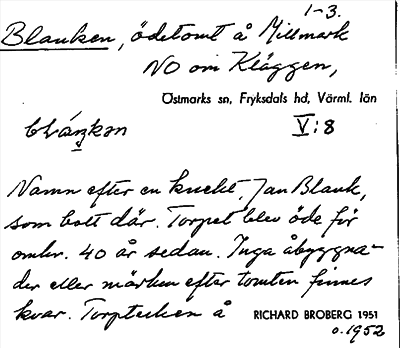 1-3.
Blanken, ödetomt å Millmark
NO om Kläggen,
Östmarks sn, Fryksdals hd, Värml. län
bláŋkən V:8
Namn efter en knekt, Jan Blank,
som bott där. Torpet blev öde för
omkr. 40 år sedan. Inga åbyggna-
der eller märken efter tomten finnes
kvar. Torptecken å RICHARD BROBERG 1951
o. 1952